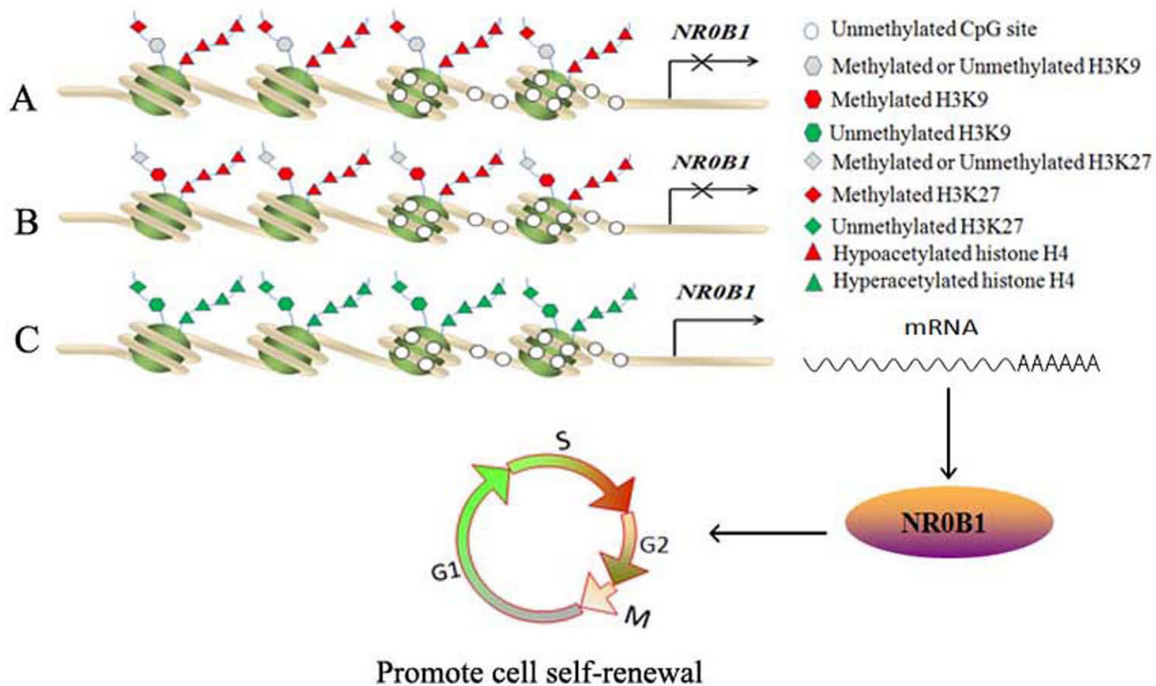 A
NR0B1
B
NR0B1
C
NR0B1
Unmethylated CpG site
Methylated or Unmethylated H3K9
Methylated H3K9
Unmethylated H3K9
Methylated or Unmethylated H3K27
Methylated H3K27
Unmethylated H3K27
Hypoacetylated histone H4
Hyperacetylated histone H4
mRNA
AAAAAA
NR0B1
S
G2
M
G1
Promote cell self-renewal